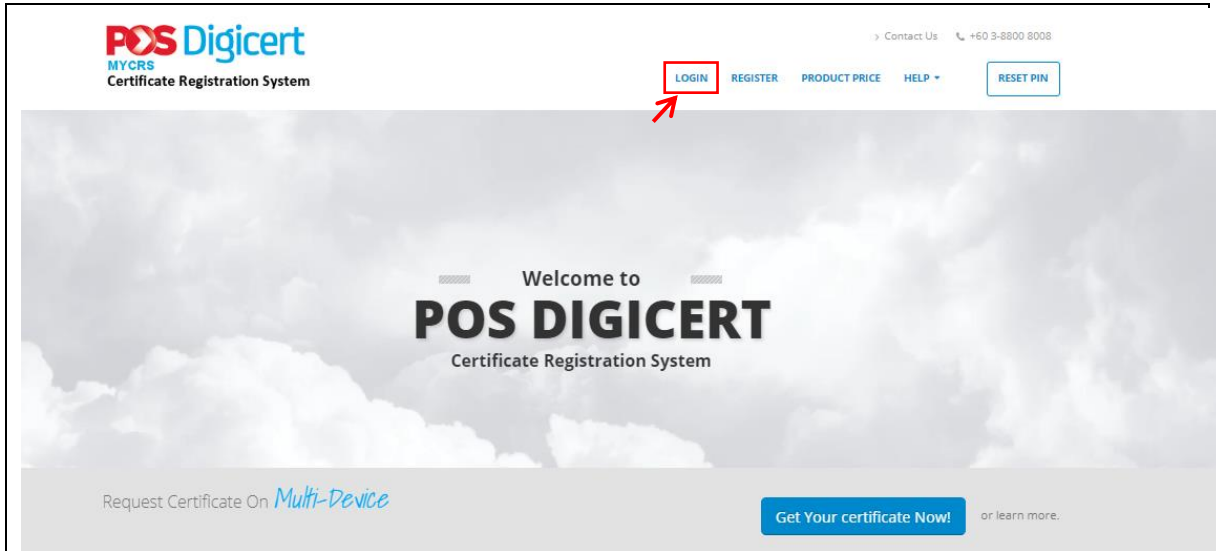 POS Digicert
MYCRS
Certificate Registration System
> Contact Us +60 3-8800 8008
LOGIN REGISTER PRODUCT PRICE HELP RESET PIN
Welcome to
POS DIGICERT
Certificate Registration System
Request Certificate On Multi-Device
Get Your certificate Now! or learn more.